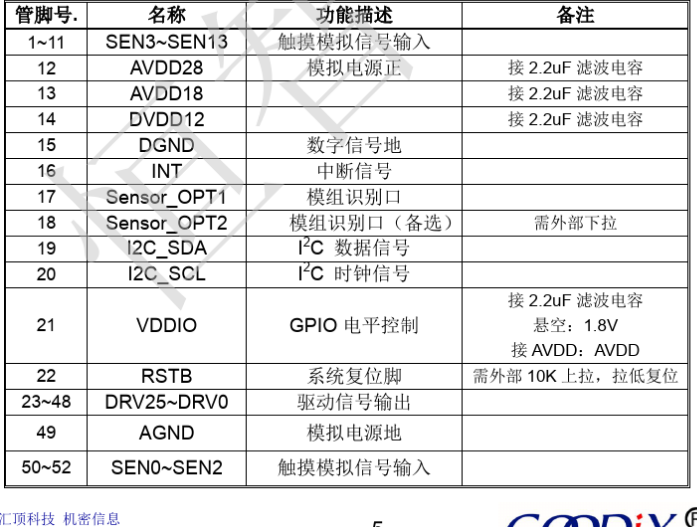 管脚号. 名称 功能描述 备注
1~11 SEN3~SEN13 触摸模拟信号输入
12 AVDD28 模拟电源正 接 2.2uF 滤波电容
13 AVDD18 接 2.2uF 滤波电容
14 DVDD12 接 2.2uF 滤波电容
15 DGND 数字信号地
16 INT 中断信号
17 Sensor_OPT1 模组识别口
18 Sensor_OPT2 模组识别口（备选） 需外部下拉
19 I2C_SDA I²C 数据信号
20 I2C_SCL I²C 时钟信号
21 VDDIO GPIO 电平控制 接 2.2uF 滤波电容
悬空：1.8V
接 AVDD：AVDD
22 RSTB 系统复位脚 需外部 10K 上拉，拉低复位
23~48 DRV25~DRV0 驱动信号输出
49 AGND 模拟电源地
50~52 SEN0~SEN2 触摸模拟信号输入
汇顶科技 机密信息
5
GOODiX ®